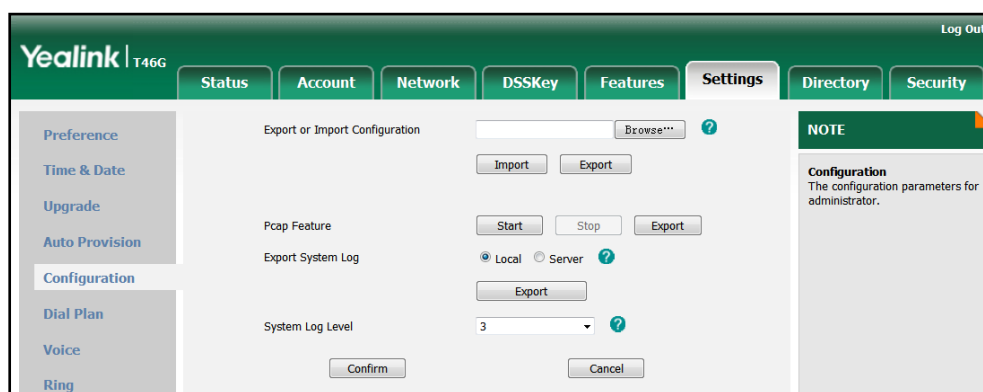 Log Out
Yealink T46G
Status Account Network DSSKey Features Settings Directory Security
Preference
Time & Date
Upgrade
Auto Provision
Configuration
Dial Plan
Voice
Ring
Export or Import Configuration Browse... ?
Import Export
Pcap Feature Start Stop Export
Export System Log Local Server ?
Export
System Log Level 3 ?
Confirm Cancel
NOTE
Configuration
The configuration parameters for
administrator.